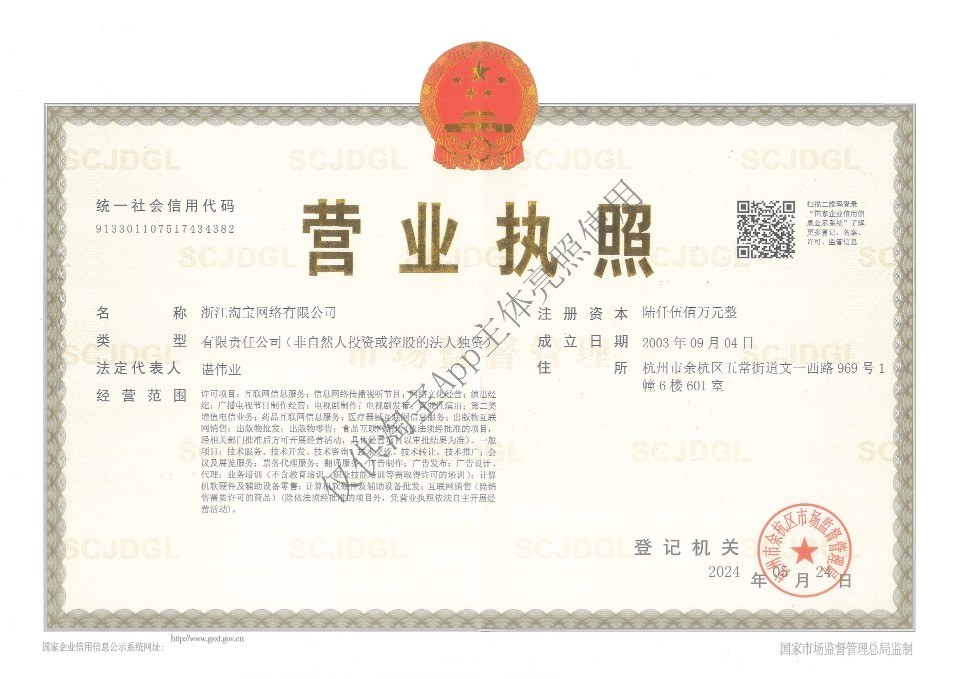 营业执照
统一社会信用代码
913301107517434382
扫描二维码登录
“国家企业信用信
息公示系统”了解
更多登记、备案、
许可、监管信息
名称 浙江淘宝网络有限公司
类型 有限责任公司（非自然人投资或控股的法人独资）
法定代表人 谌伟业
经营范围 许可项目：互联网信息服务；信息网络传播视听节目；网络文化经营；演出经
纪；广播电视节目制作经营；电视剧制作；电视剧发行；营业性演出；第二类
增值电信业务；药品互联网信息服务；医疗器械互联网信息服务；出版物互联
网销售；出版物批发；出版物零售；食品互联网销售（依法须经批准的项目，
经相关部门批准后方可开展经营活动，具体经营项目以审批结果为准）。一般
项目：技术服务、技术开发、技术咨询、技术交流、技术转让、技术推广；会
议及展览服务；票务代理服务；翻译服务；广告制作；广告发布；广告设计、
代理；业务培训（不含教育培训、职业技能培训等需取得许可的培训）；计算
机软硬件及辅助设备零售；计算机软硬件及辅助设备批发；互联网销售（除销
售需要许可的商品）（除依法须经批准的项目外，凭营业执照依法自主开展经
营活动）。
注册资本 陆仟伍佰万元整
成立日期 2003 年 09 月 04 日
住所 杭州市余杭区五常街道文一西路 969 号 1
幢 6 楼 601 室
仅供淘宝App主体亮照使用
登记机关
杭州市余杭区市场监督管理局
2024 年 05 月 24 日
国家企业信用信息公示系统网址： http://www.gsxt.gov.cn
国家市场监督管理总局监制
SCJDGL
市场监督管理